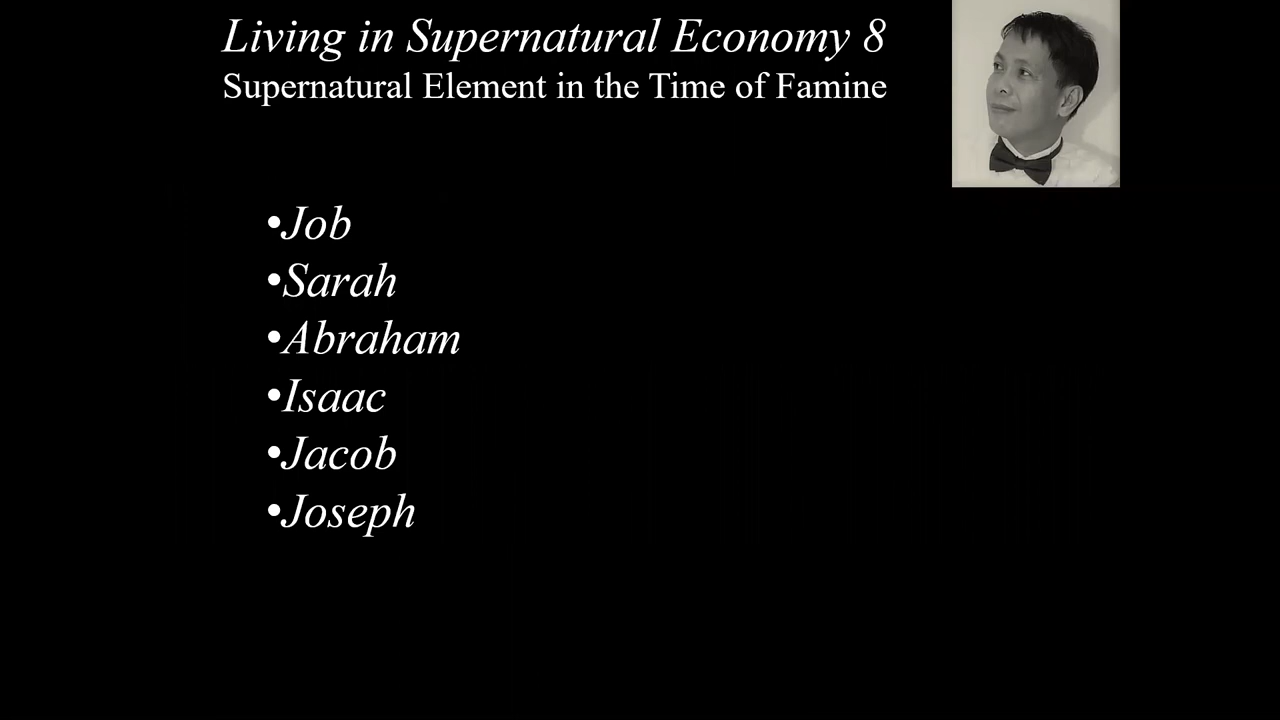 Living in Supernatural Economy 8
Supernatural Element in the Time of Famine
•Job
•Sarah
•Abraham
•Isaac
•Jacob
•Joseph